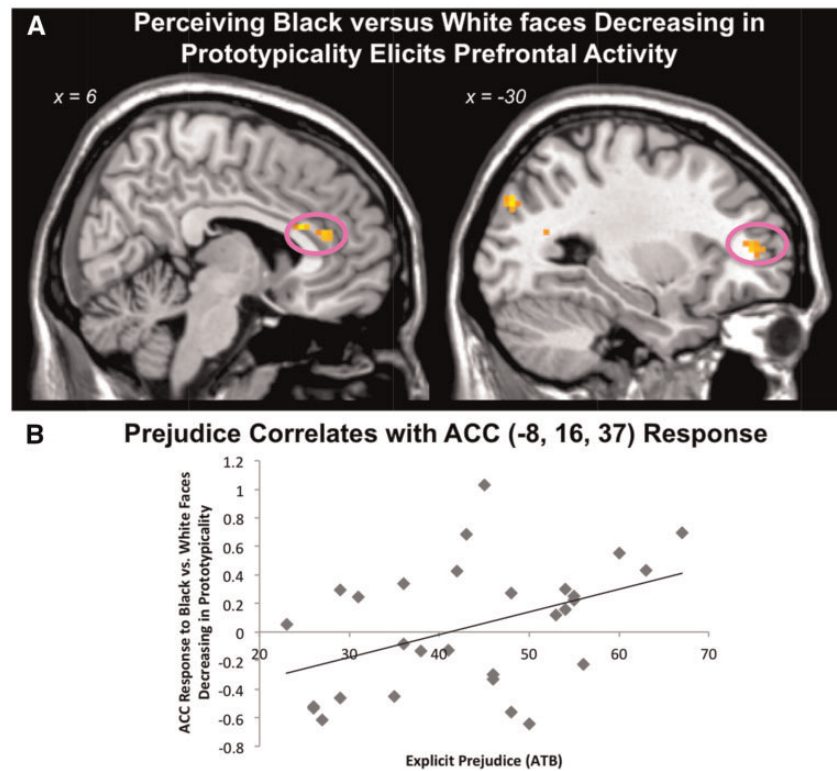 A
Perceiving Black versus White faces Decreasing in
Prototypicality Elicits Prefrontal Activity
x = 6
x = -30
B
Prejudice Correlates with ACC (-8, 16, 37) Response
ACC Response to Black vs. White Faces
Decreasing in Prototypicality
1.2
1
0.8
0.6
0.4
0.2
0
-0.2
-0.4
-0.6
-0.8
20 30 40 50 60 70
Explicit Prejudice (ATB)